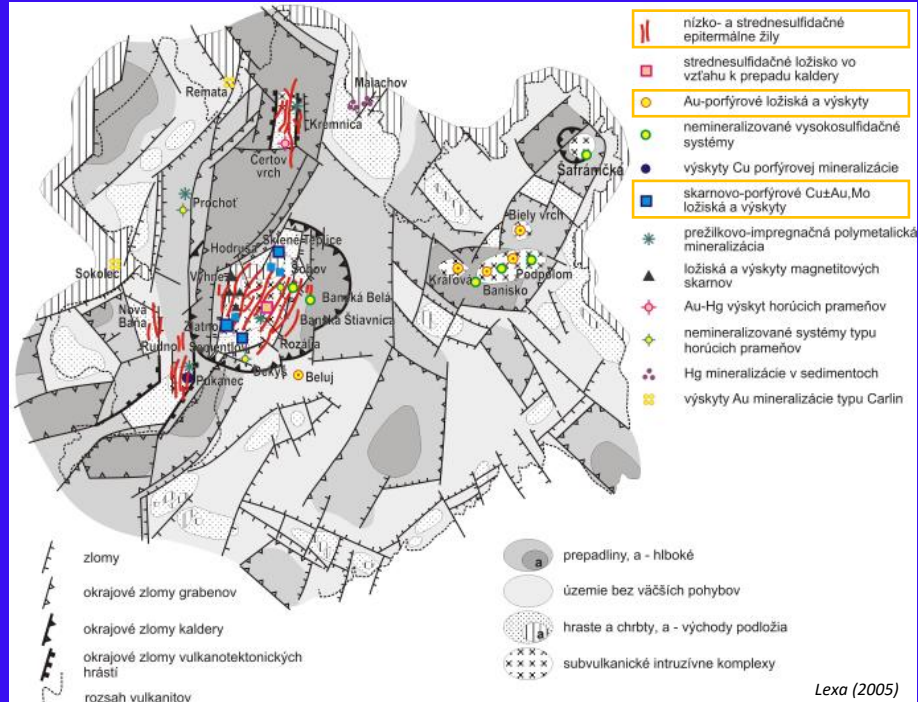 Remata
Malachov
Kremnica
Čertov
vrch
Šafranička
Prochoť
Biely vrch
Sklené Teplice
Hodruša
Vyhne
Šobov
Sokolec
Kráľová
Podpolom
Banisko
Banská Belá
Nová
Baňa
Zlatno
Banská Štiavnica
Rudno
Rozália
Pukanec
Beluj
nízko- a strednesulfidačné
epitermálne žily
strednesulfidačné ložisko vo
vzťahu k prepadu kaldery
Au-porfýrové ložiská a výskyty
nemineralizované vysokosulfidačné
systémy
výskyty Cu porfýrovej mineralizácie
skarnovo-porfýrové Cu±Au,Mo
ložiská a výskyty
prežilkovo-impregnačná polymetalická
mineralizácia
ložiská a výskyty magnetitových
skarnov
Au-Hg výskyt horúcich prameňov
nemineralizované systémy typu
horúcich prameňov
Hg mineralizácie v sedimentoch
výskyty Au mineralizácie typu Carlin
zlomy
okrajové zlomy grabenov
okrajové zlomy kaldery
okrajové zlomy vulkanotektonických
hrástí
rozsah vulkanitov
a
prepadliny, a - hlboké
územie bez väčších pohybov
a
hraste a chrbty, a - východy podložia
subvulkanické intruzívne komplexy
Lexa (2005)